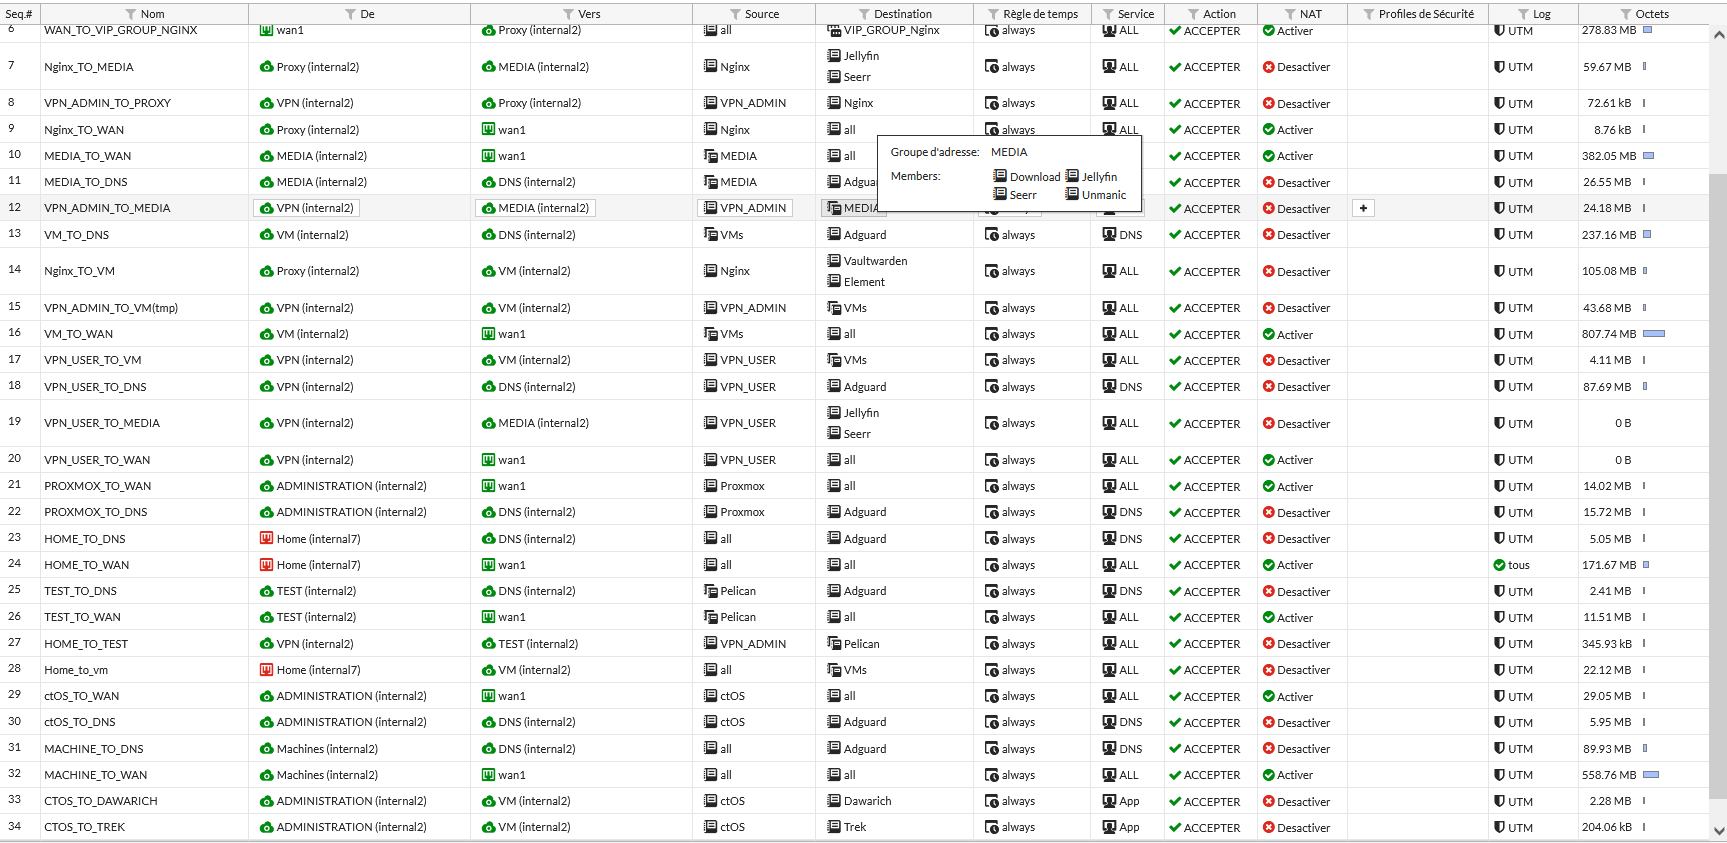 Seq.# Nom De Vers Source Destination Règle de temps Service Action NAT Profiles de Sécurité Log Octets
6 WAN_TO_VIP_GROUP_NGINX wan1 Proxy (internal2) all VIP_GROUP_Nginx always ALL ACCEPTER Activer UTM 278.83 MB
7 Nginx_TO_MEDIA Proxy (internal2) MEDIA (internal2) Nginx Jellyfin always ALL ACCEPTER Desactiver UTM 59.67 MB
Seerr
8 VPN_ADMIN_TO_PROXY VPN (internal2) Proxy (internal2) VPN_ADMIN Nginx always ALL ACCEPTER Desactiver UTM 72.61 kB
9 Nginx_TO_WAN Proxy (internal2) wan1 Nginx all always ALL ACCEPTER Activer UTM 8.76 kB
10 MEDIA_TO_WAN MEDIA (internal2) wan1 MEDIA all ACCEPTER Activer UTM 382.05 MB
Groupe d'adresse: MEDIA
Members: Download Jellyfin
Seerr Unmanic
11 MEDIA_TO_DNS MEDIA (internal2) DNS (internal2) MEDIA Adgua ACCEPTER Desactiver UTM 26.55 MB
12 VPN_ADMIN_TO_MEDIA VPN (internal2) MEDIA (internal2) VPN_ADMIN MEDIA ACCEPTER Desactiver UTM 24.18 MB
13 VM_TO_DNS VM (internal2) DNS (internal2) VMs Adguard always DNS ACCEPTER Desactiver UTM 237.16 MB
14 Nginx_TO_VM Proxy (internal2) VM (internal2) Nginx Vaultwarden always ALL ACCEPTER Desactiver UTM 105.08 MB
Element
15 VPN_ADMIN_TO_VM(tmp) VPN (internal2) VM (internal2) VPN_ADMIN VMs always ALL ACCEPTER Desactiver UTM 43.68 MB
16 VM_TO_WAN VM (internal2) wan1 VMs all always ALL ACCEPTER Activer UTM 807.74 MB
17 VPN_USER_TO_VM VPN (internal2) VM (internal2) VPN_USER VMs always ALL ACCEPTER Desactiver UTM 4.11 MB
18 VPN_USER_TO_DNS VPN (internal2) DNS (internal2) VPN_USER Adguard always DNS ACCEPTER Desactiver UTM 87.69 MB
19 VPN_USER_TO_MEDIA VPN (internal2) MEDIA (internal2) VPN_USER Jellyfin always ALL ACCEPTER Desactiver UTM 0 B
Seerr
20 VPN_USER_TO_WAN VPN (internal2) wan1 VPN_USER all always ALL ACCEPTER Activer UTM 0 B
21 PROXMOX_TO_WAN ADMINISTRATION (internal2) wan1 Proxmox all always ALL ACCEPTER Activer UTM 14.02 MB
22 PROXMOX_TO_DNS ADMINISTRATION (internal2) DNS (internal2) Proxmox Adguard always DNS ACCEPTER Desactiver UTM 15.72 MB
23 HOME_TO_DNS Home (internal7) DNS (internal2) all Adguard always DNS ACCEPTER Desactiver UTM 5.05 MB
24 HOME_TO_WAN Home (internal7) wan1 all all always ALL ACCEPTER Activer tous 171.67 MB
25 TEST_TO_DNS TEST (internal2) DNS (internal2) Pelican Adguard always DNS ACCEPTER Desactiver UTM 2.41 MB
26 TEST_TO_WAN TEST (internal2) wan1 Pelican all always ALL ACCEPTER Activer UTM 11.51 MB
27 HOME_TO_TEST VPN (internal2) TEST (internal2) VPN_ADMIN Pelican always ALL ACCEPTER Desactiver UTM 345.93 kB
28 Home_to_vm Home (internal7) VM (internal2) all VMs always ALL ACCEPTER Desactiver UTM 22.12 MB
29 ctOS_TO_WAN ADMINISTRATION (internal2) wan1 ctOS all always ALL ACCEPTER Activer UTM 29.05 MB
30 ctOS_TO_DNS ADMINISTRATION (internal2) DNS (internal2) ctOS Adguard always DNS ACCEPTER Desactiver UTM 5.95 MB
31 MACHINE_TO_DNS Machines (internal2) DNS (internal2) all Adguard always DNS ACCEPTER Desactiver UTM 89.93 MB
32 MACHINE_TO_WAN Machines (internal2) wan1 all all always ALL ACCEPTER Activer UTM 558.76 MB
33 CTOS_TO_DAWARICH ADMINISTRATION (internal2) VM (internal2) ctOS Dawarich always App ACCEPTER Desactiver UTM 2.28 MB
34 CTOS_TO_TREK ADMINISTRATION (internal2) VM (internal2) ctOS Trek always App ACCEPTER Desactiver UTM 204.06 kB